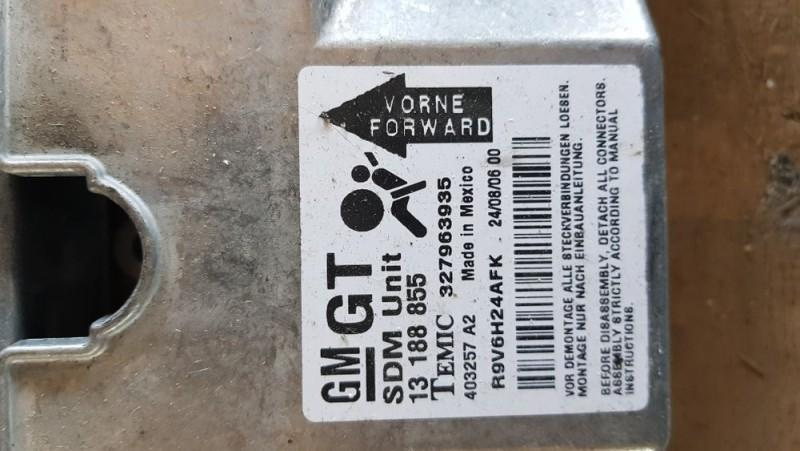 VORNE
FORWARD
GM GT
SDM Unit
13 188 855
TEMIC 327963935
403257 A2 Made in Mexico
R9V6H24AFK 24/08/06 00
VOR DEMONTAGE ALLE STECKVERBINDUNGEN LOESEN.
MONTAGE NUR NACH EINBAUANLEITUNG.
BEFORE DISASSEMBLY, DETACH ALL CONNECTORS.
ASSEMBLY STRICTLY ACCORDING TO MANUAL
INSTRUCTIONS.